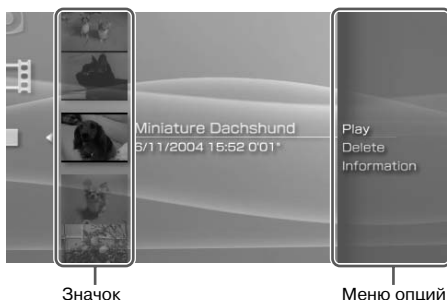 Miniature Dachshund
6/11/2004 15:52 0'01"
Play
Delete
Information
Значок
Меню опций